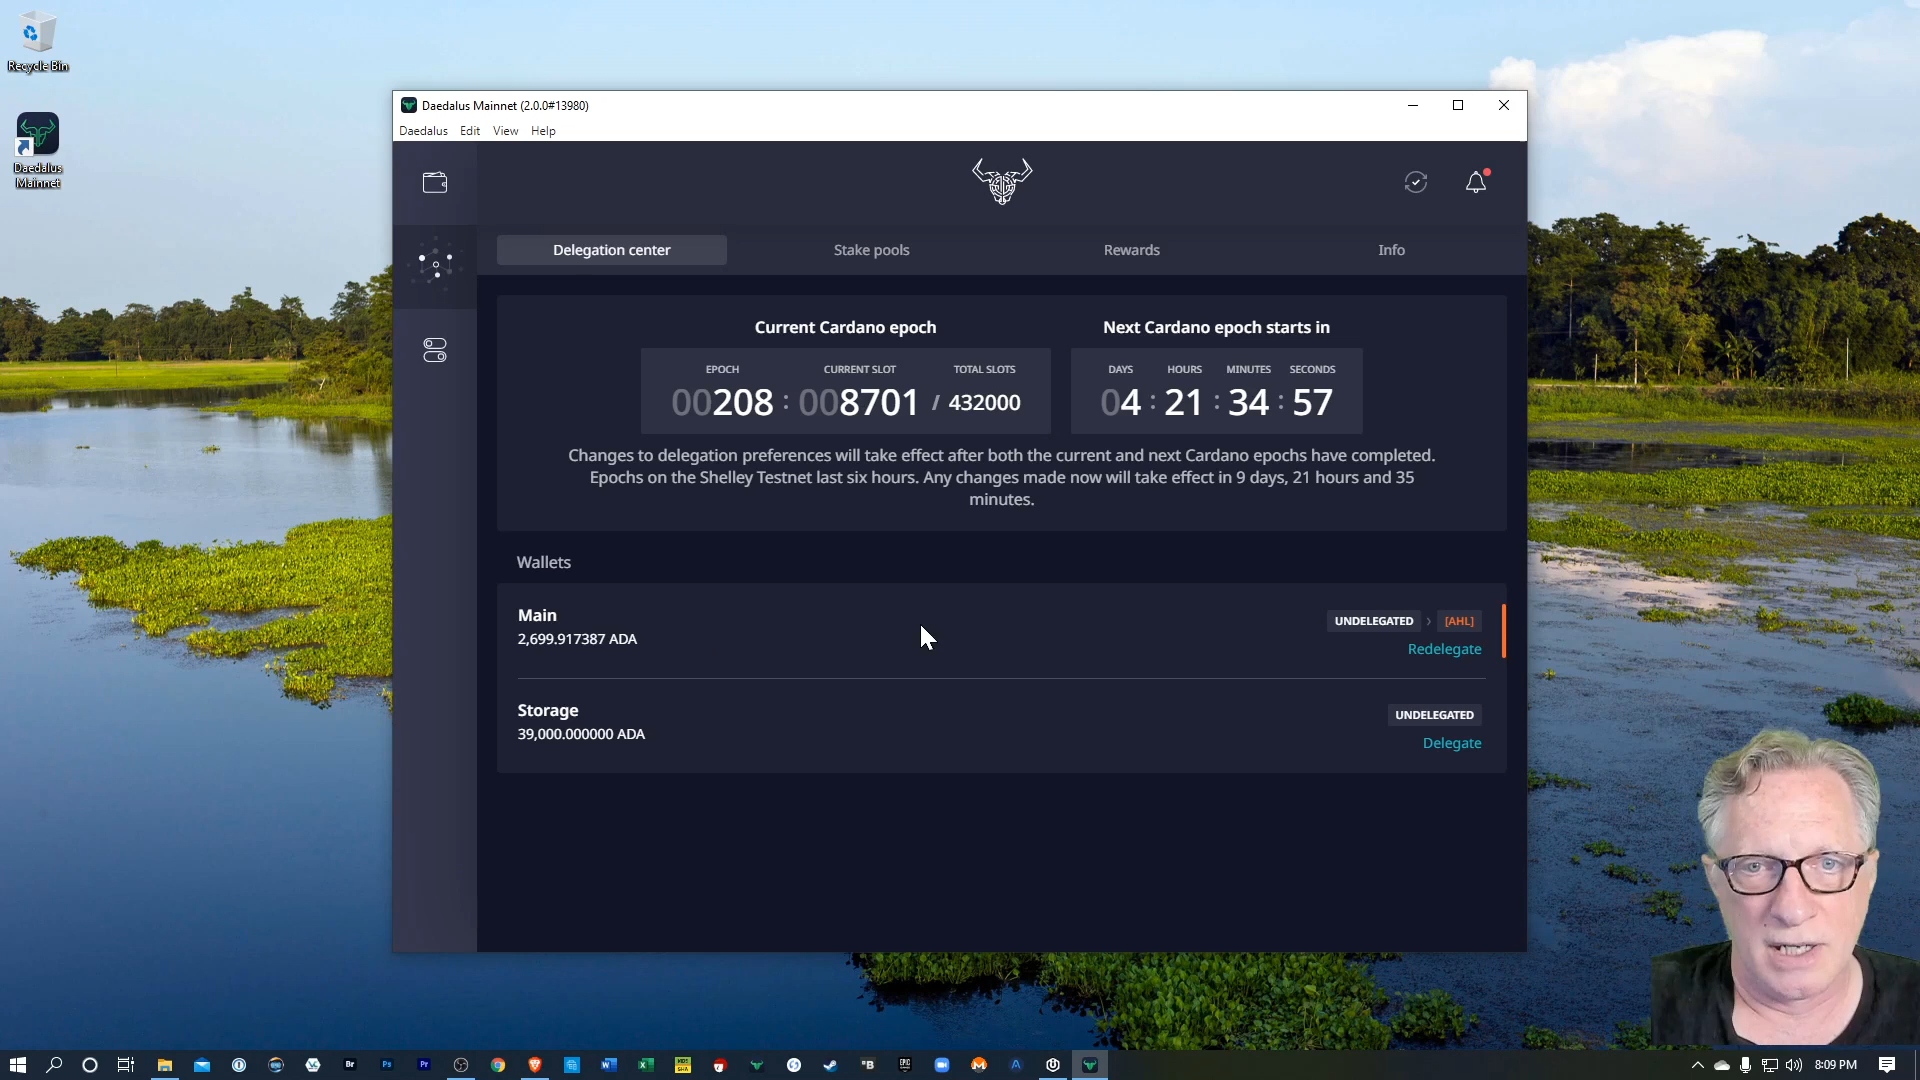 Recycle Bin
Daedalus
Mainnet
Daedalus Mainnet (2.0.0#13980)
Daedalus Edit View Help
Delegation center Stake pools Rewards Info
Current Cardano epoch Next Cardano epoch starts in
EPOCH CURRENT SLOT TOTAL SLOTS DAYS HOURS MINUTES SECONDS
00208 : 008701 / 432000 04 : 21 : 34 : 57
Changes to delegation preferences will take effect after both the current and next Cardano epochs have completed.
Epochs on the Shelley Testnet last six hours. Any changes made now will take effect in 9 days, 21 hours and 35
minutes.
Wallets
Main
UNDELEGATED › [AHL]
2,699.917387 ADA
Redelegate
Storage
UNDELEGATED
39,000.000000 ADA
Delegate
8:09 PM